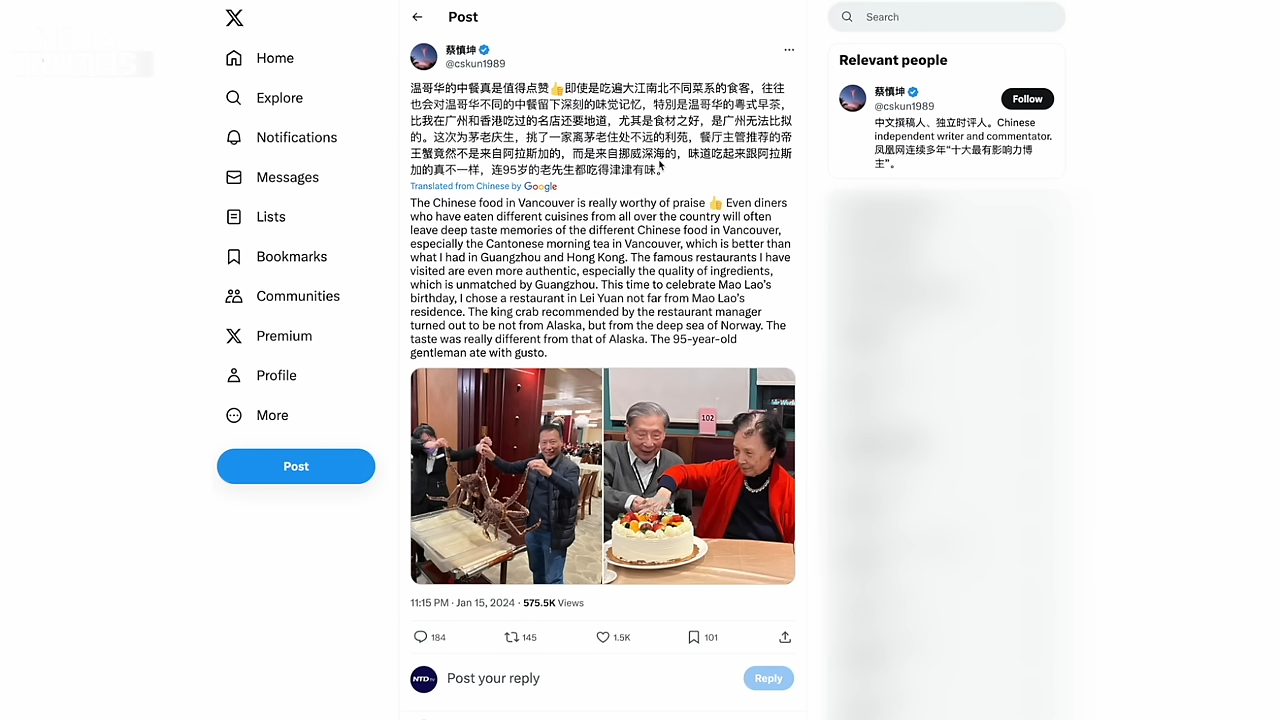 Home
Explore
Notifications
Messages
Lists
Bookmarks
Communities
Premium
Profile
More
Post
Post
蔡慎坤
@cskun1989
温哥华的中餐真是值得点赞👍即使是吃遍大江南北不同菜系的食客，往往
也会对温哥华不同的中餐留下深刻的味觉记忆，特别是温哥华的粤式早茶，
比我在广州和香港吃过的名店还要地道，尤其是食材之好，是广州无法比拟
的。这次为茅老庆生，挑了一家离茅老住处不远的利苑，餐厅主管推荐的帝
王蟹竟然不是来自阿拉斯加的，而是来自挪威深海的，味道吃起来跟阿拉斯
加的真不一样，连95岁的老先生都吃得津津有味。
Translated from Chinese by Google
The Chinese food in Vancouver is really worthy of praise 👍 Even diners
who have eaten different cuisines from all over the country will often
leave deep taste memories of the different Chinese food in Vancouver,
especially the Cantonese morning tea in Vancouver, which is better than
what I had in Guangzhou and Hong Kong. The famous restaurants I have
visited are even more authentic, especially the quality of ingredients,
which is unmatched by Guangzhou. This time to celebrate Mao Lao's
birthday, I chose a restaurant in Lei Yuan not far from Mao Lao's
residence. The king crab recommended by the restaurant manager
turned out to be not from Alaska, but from the deep sea of Norway. The
taste was really different from that of Alaska. The 95-year-old
gentleman ate with gusto.
102
11:15 PM · Jan 15, 2024 · 575.5K Views
184 145 1.5K 101
NTD TV Post your reply Reply
Search
Relevant people
蔡慎坤
@cskun1989
Follow
中文撰稿人、独立时评人。Chinese
independent writer and commentator.
凤凰网连续多年“十大最有影响力博
主”。